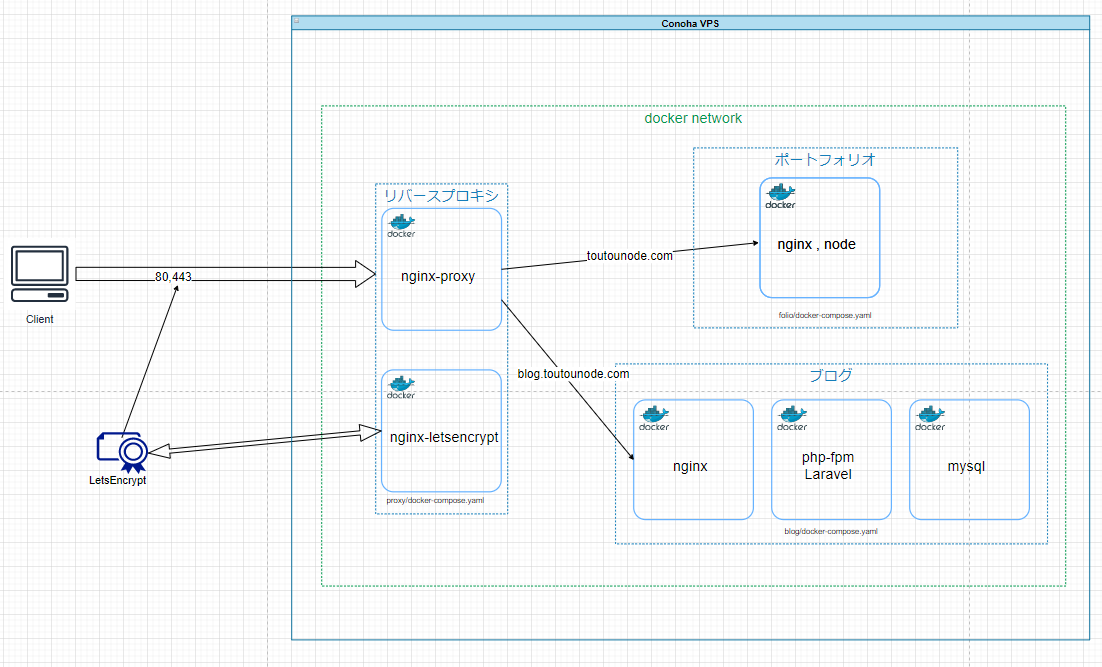 Conoha VPS
docker network
リバースプロキシ
docker
nginx-proxy
docker
nginx-letsencrypt
proxy/docker-compose.yaml
Client
80,443
LetsEncrypt
toutounode.com
blog.toutounode.com
ポートフォリオ
docker
nginx , node
folio/docker-compose.yaml
ブログ
docker
nginx
docker
php-fpm
Laravel
docker
mysql
blog/docker-compose.yaml